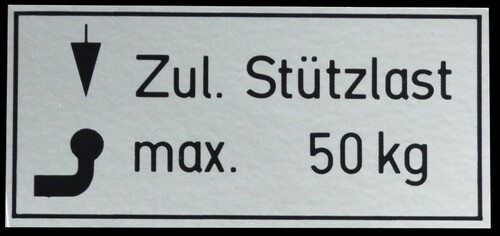 Zul. Stützlast
max. 50 kg